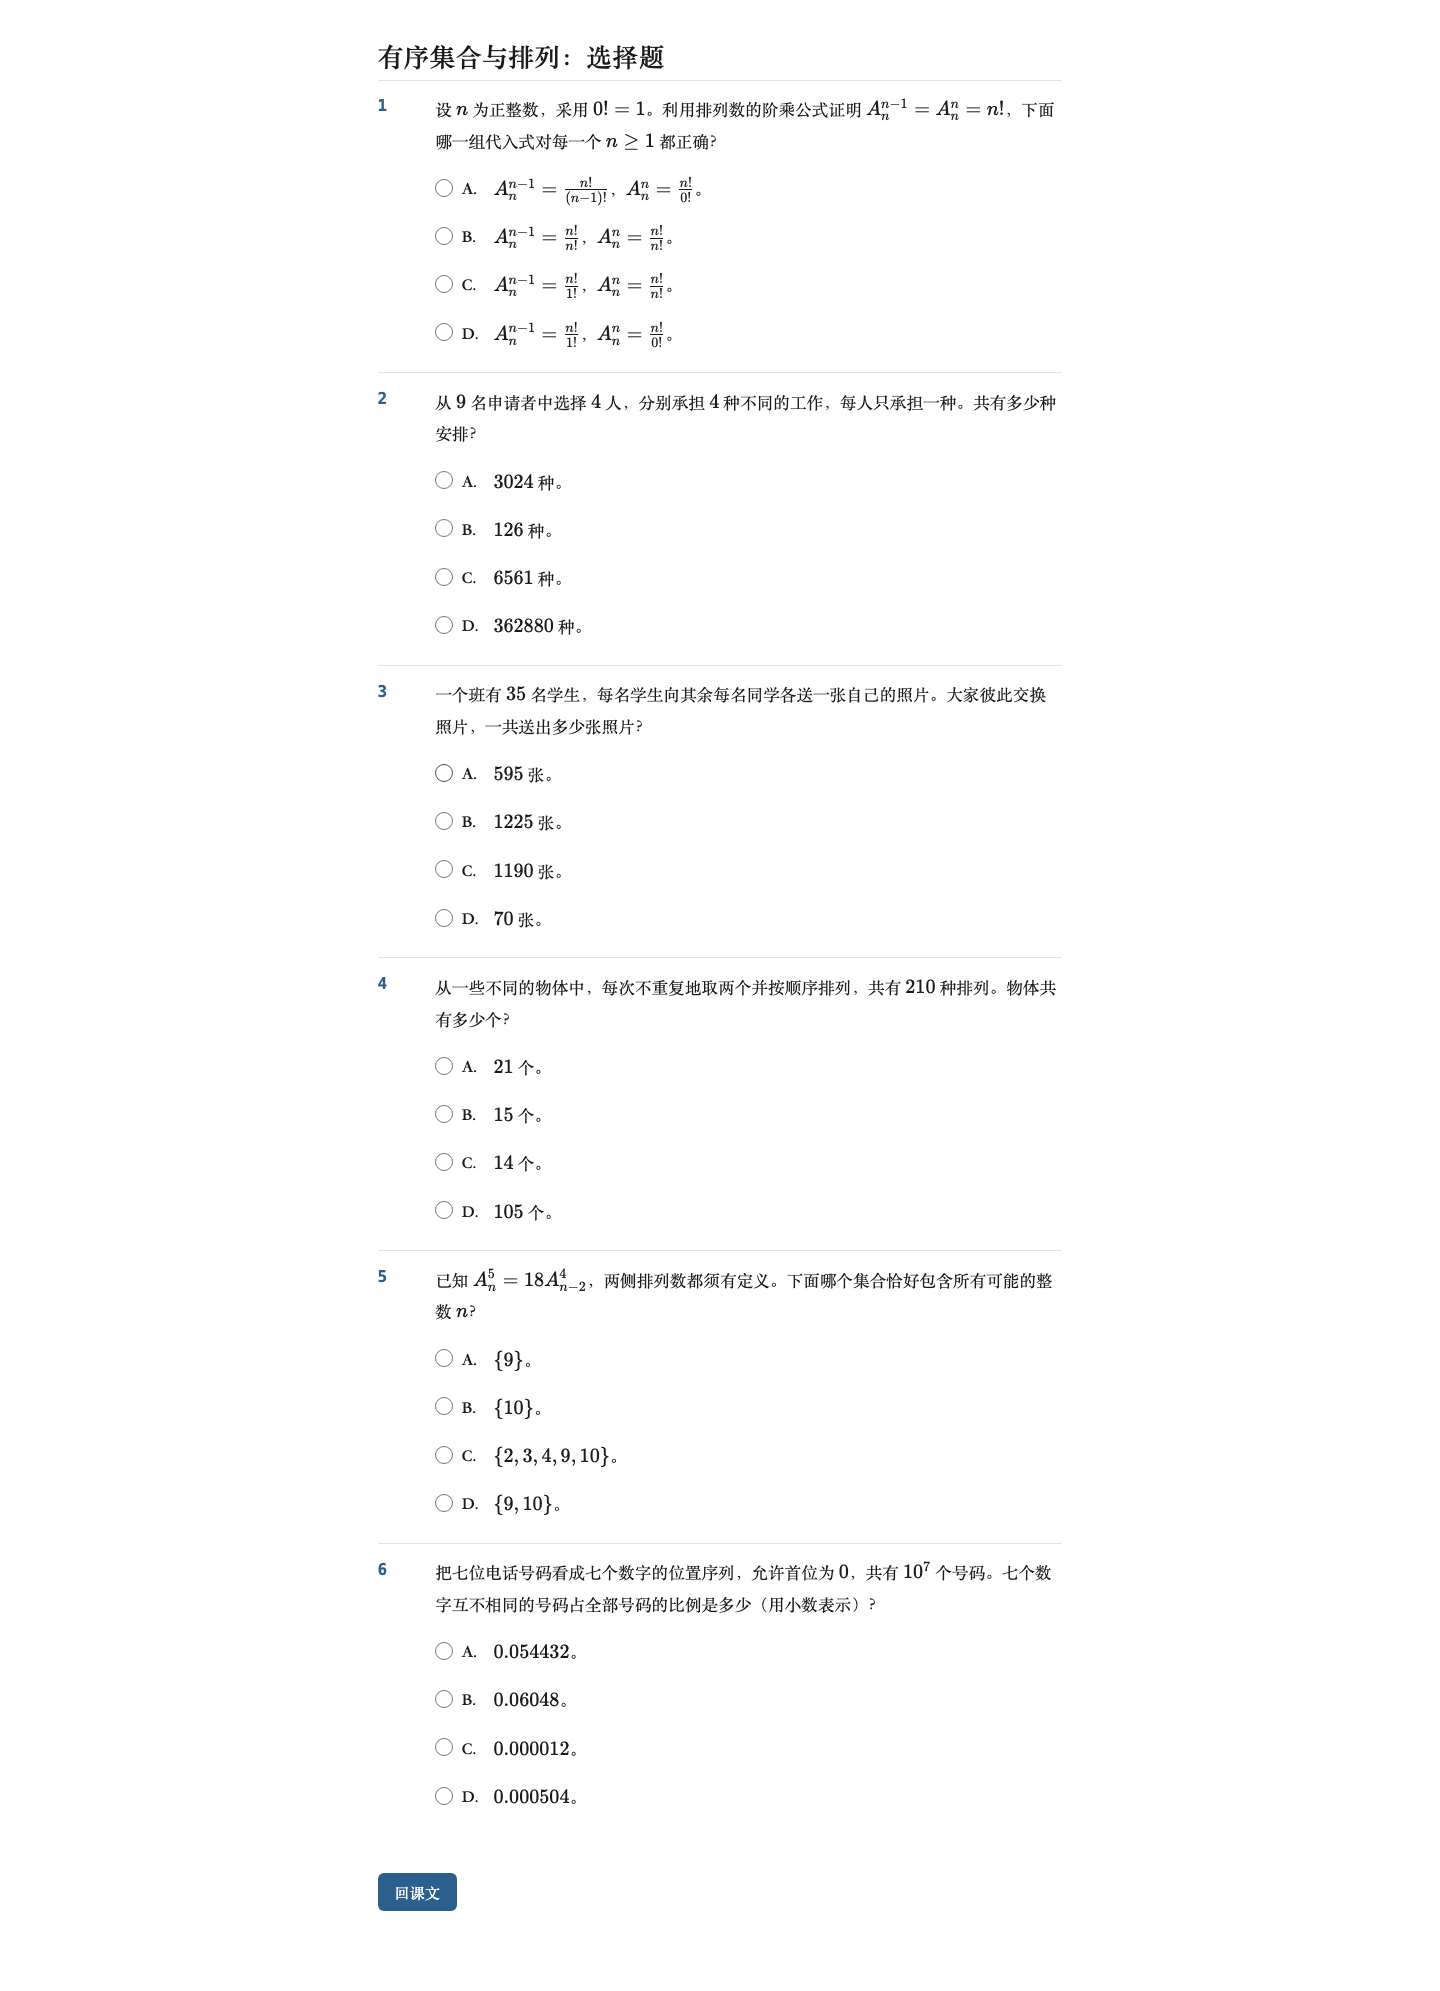 有序集合与排列：选择题
1
设 n 为正整数，采用 0! = 1。利用排列数的阶乘公式证明 A_n^{n−1} = A_n^n = n!，下面
哪一组代入式对每一个 n ≥ 1 都正确？
A. A_n^{n−1} = \frac{n!}{(n−1)!}，A_n^n = \frac{n!}{0!}。
B. A_n^{n−1} = \frac{n!}{n!}，A_n^n = \frac{n!}{n!}。
C. A_n^{n−1} = \frac{n!}{1!}，A_n^n = \frac{n!}{n!}。
D. A_n^{n−1} = \frac{n!}{1!}，A_n^n = \frac{n!}{0!}。
2
从 9 名申请者中选择 4 人，分别承担 4 种不同的工作，每人只承担一种。共有多少种
安排？
A. 3024 种。
B. 126 种。
C. 6561 种。
D. 362880 种。
3
一个班有 35 名学生，每名学生向其余每名同学各送一张自己的照片。大家彼此交换
照片，一共送出多少张照片？
A. 595 张。
B. 1225 张。
C. 1190 张。
D. 70 张。
4
从一些不同的物体中，每次不重复地取两个并按顺序排列，共有 210 种排列。物体共
有多少个？
A. 21 个。
B. 15 个。
C. 14 个。
D. 105 个。
5
已知 A_n^5 = 18A_{n−2}^4，两侧排列数都须有定义。下面哪个集合恰好包含所有可能的整
数 n？
A. {9}。
B. {10}。
C. {2, 3, 4, 9, 10}。
D. {9, 10}。
6
把七位电话号码看成七个数字的位置序列，允许首位为 0，共有 10^7 个号码。七个数
字互不相同的号码占全部号码的比例是多少（用小数表示）？
A. 0.054432。
B. 0.06048。
C. 0.000012。
D. 0.000504。
回课文